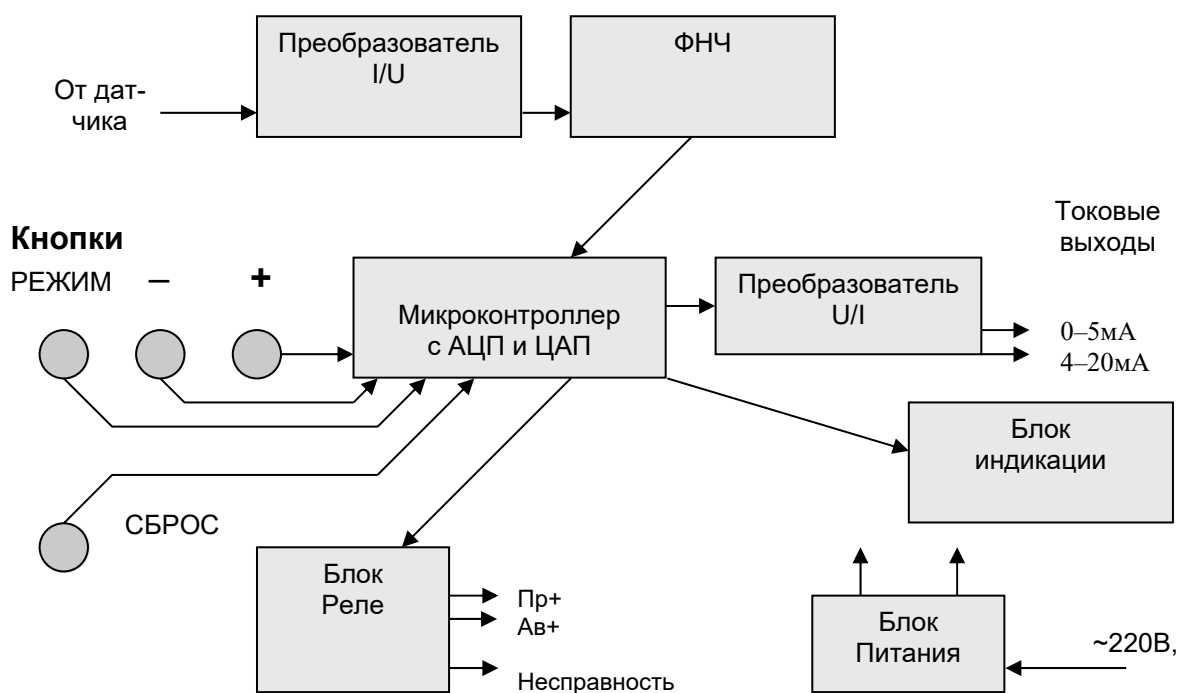 Преобразователь
I/U
ФНЧ
От дат-
чика
Токовые
выходы
Кнопки
РЕЖИМ – +
Микроконтроллер
с АЦП и ЦАП
Преобразователь
U/I
0–5мА
4–20мА
Блок
индикации
СБРОС
Блок
Реле
Пр+
Ав+
Несправность
Блок
Питания
~220В,